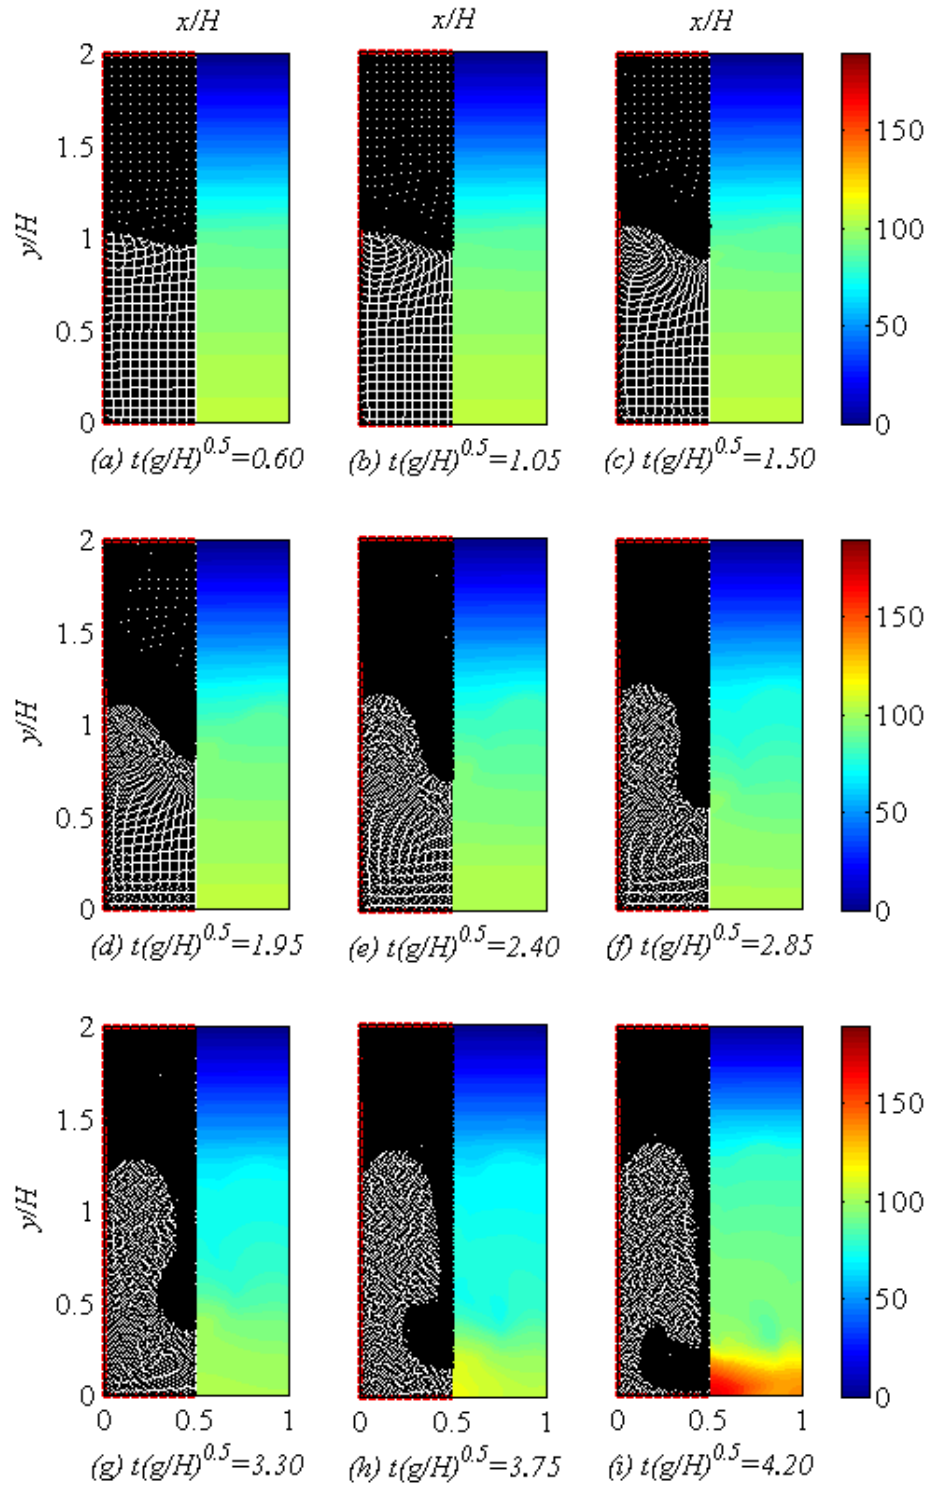 x/H x/H x/H
2 150
1.5
y/H 1 100
0.5 50
0 0
(a) t(g/H)^0.5=0.60 (b) t(g/H)^0.5=1.05 (c) t(g/H)^0.5=1.50
2
1.5 150
y/H 1 100
0.5 50
0 0
(d) t(g/H)^0.5=1.95 (e) t(g/H)^0.5=2.40 (f) t(g/H)^0.5=2.85
2
1.5 150
y/H 1 100
0.5 50
0 0
0 0.5 1 0 0.5 1 0 0.5 1
(g) t(g/H)^0.5=3.30 (h) t(g/H)^0.5=3.75 (i) t(g/H)^0.5=4.20